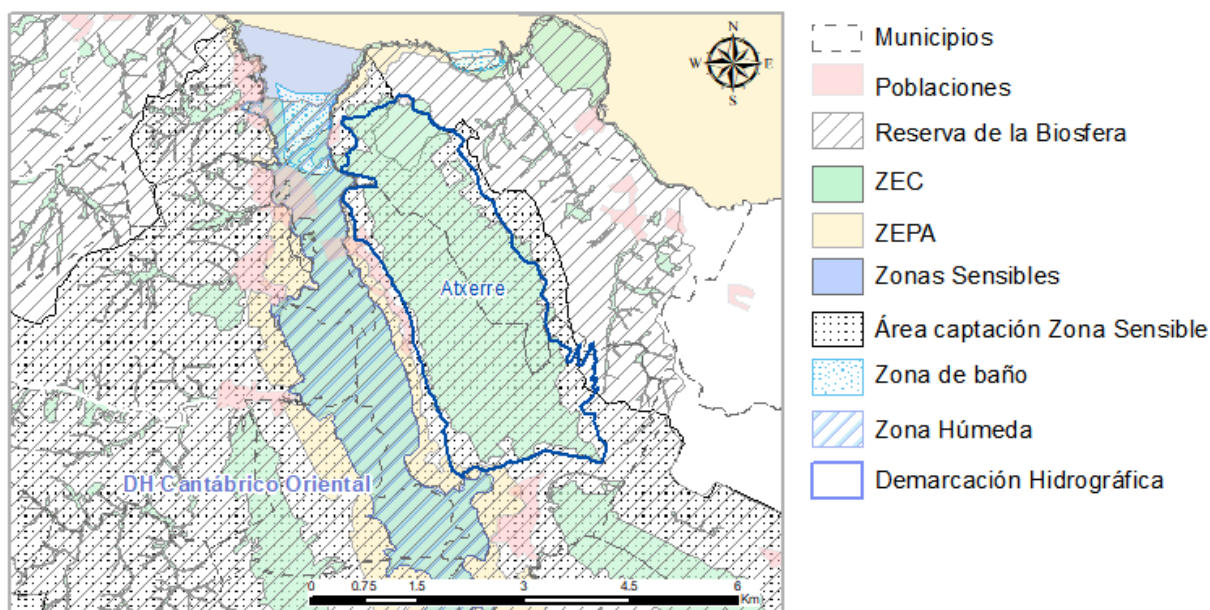 N
W E
S
Atxerre
DH Cantábrico Oriental
0 0.75 1.5 3 4.5 6
Km
Municipios
Poblaciones
Reserva de la Biosfera
ZEC
ZEPA
Zonas Sensibles
Área captación Zona Sensible
Zona de baño
Zona Húmeda
Demarcación Hidrográfica